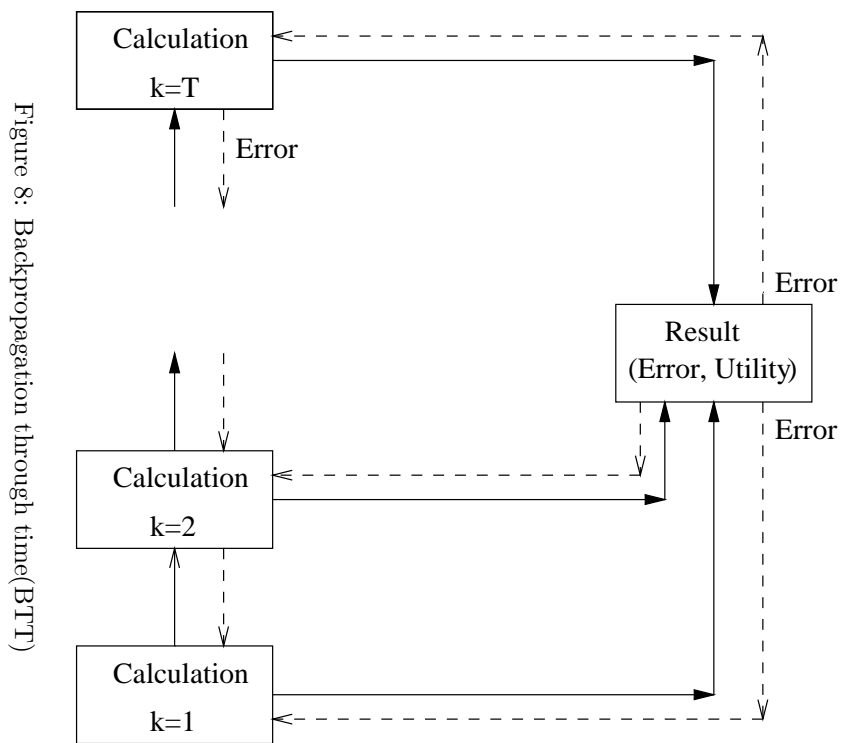 Calculation
k=T
Error
Error
Result
(Error, Utility)
Error
Calculation
k=2
Calculation
k=1
Figure 8: Backpropagation through time(BTT)